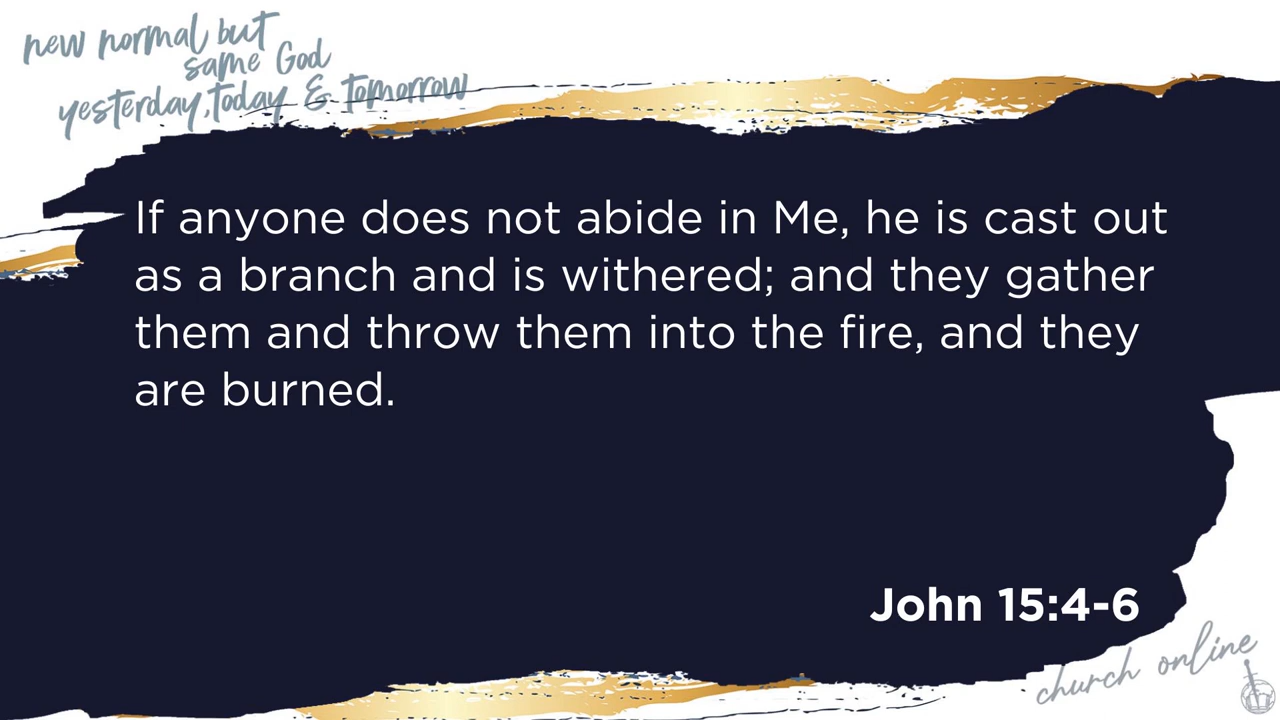 new normal but
same God
yesterday, today & tomorrow
If anyone does not abide in Me, he is cast out
as a branch and is withered; and they gather
them and throw them into the fire, and they
are burned.
John 15:4-6
church online